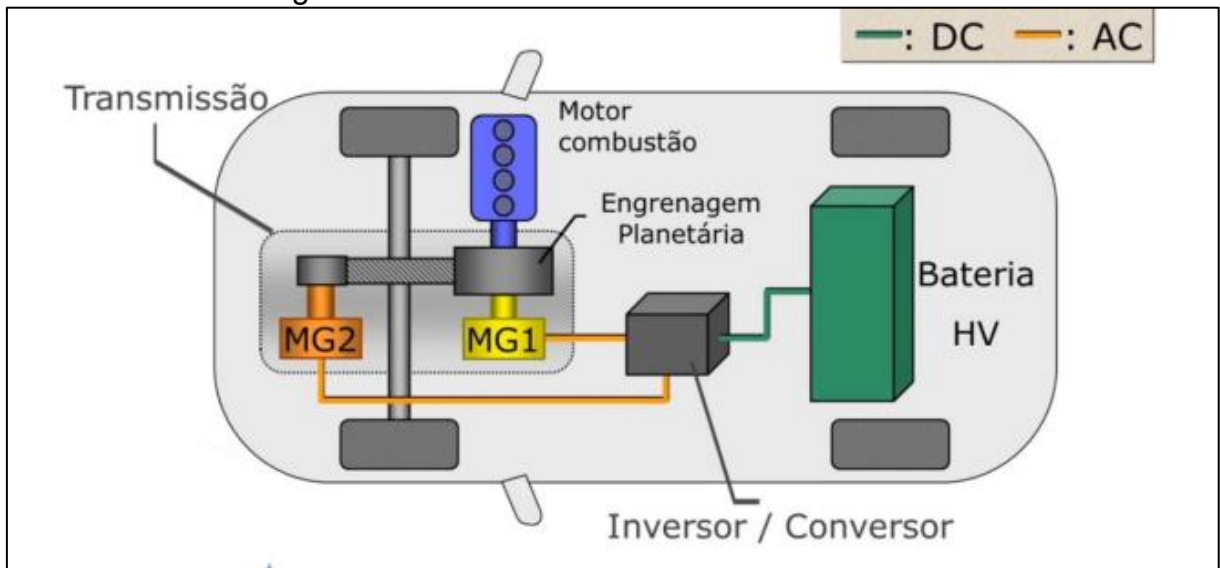 : DC : AC
Transmissão
Motor
combustão
Engrenagem
Planetária
Bateria
HV
MG2
MG1
Inversor / Conversor